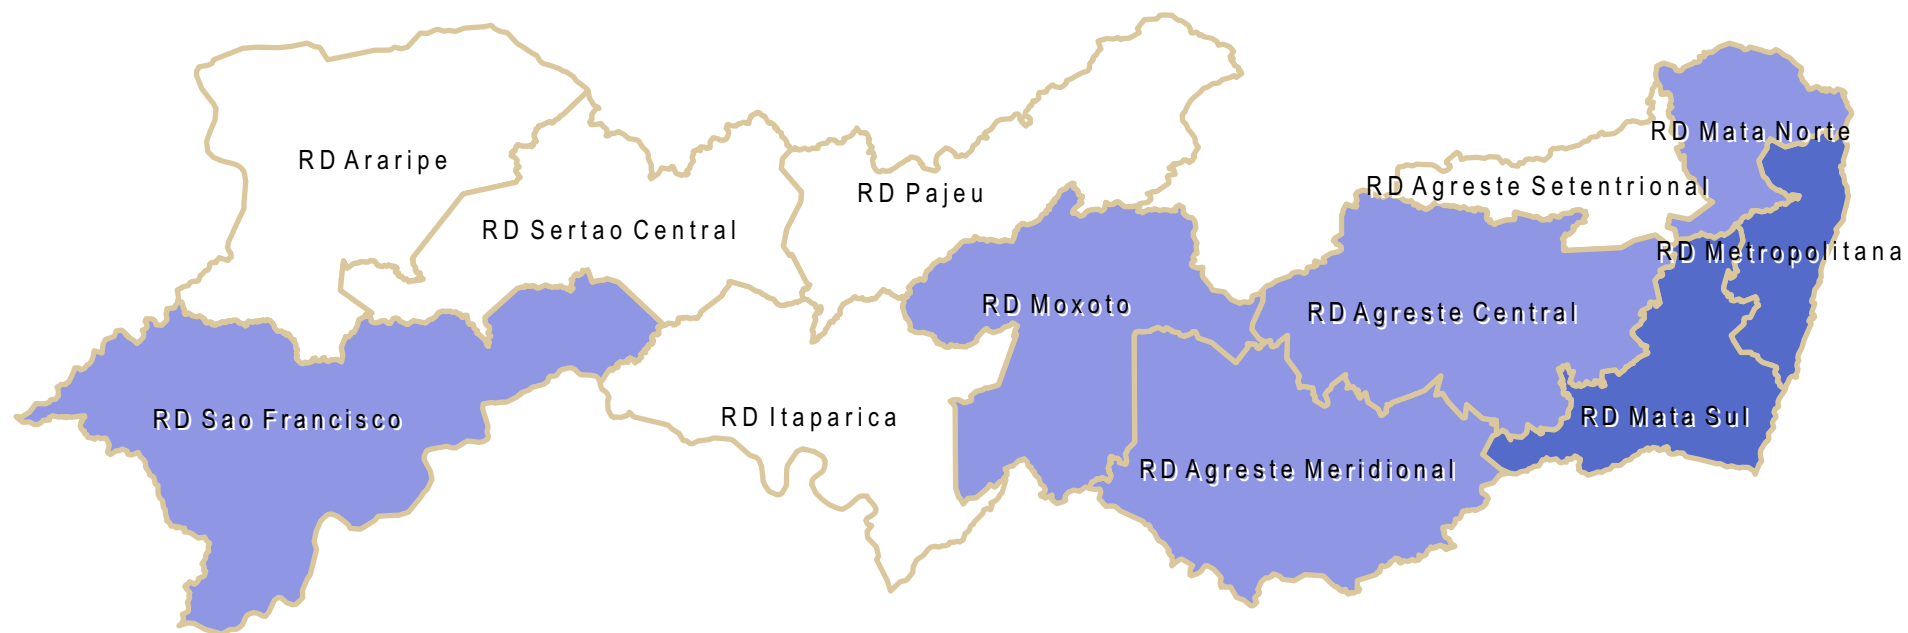 RD Mata Norte
RD Araripe
RD Agreste Setentrional
RD Pajeu
RD Sertao Central
RD Metropolitana
RD Moxoto
RD Agreste Central
RD Sao Francisco
RD Itaparica
RD Mata Sul
RD Agreste Meridional